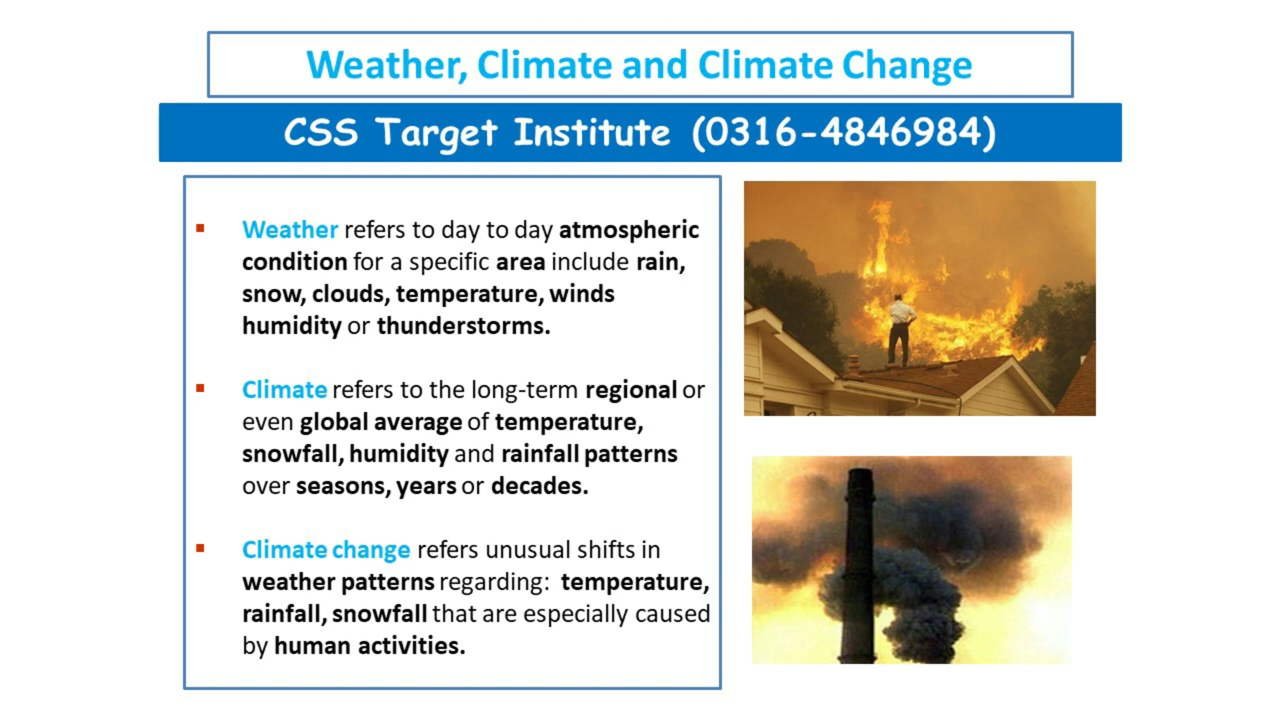 Weather, Climate and Climate Change
CSS Target Institute (0316-4846984)
Weather refers to day to day atmospheric
condition for a specific area include rain,
snow, clouds, temperature, winds
humidity or thunderstorms.
Climate refers to the long-term regional or
even global average of temperature,
snowfall, humidity and rainfall patterns
over seasons, years or decades.
Climate change refers unusual shifts in
weather patterns regarding: temperature,
rainfall, snowfall that are especially caused
by human activities.